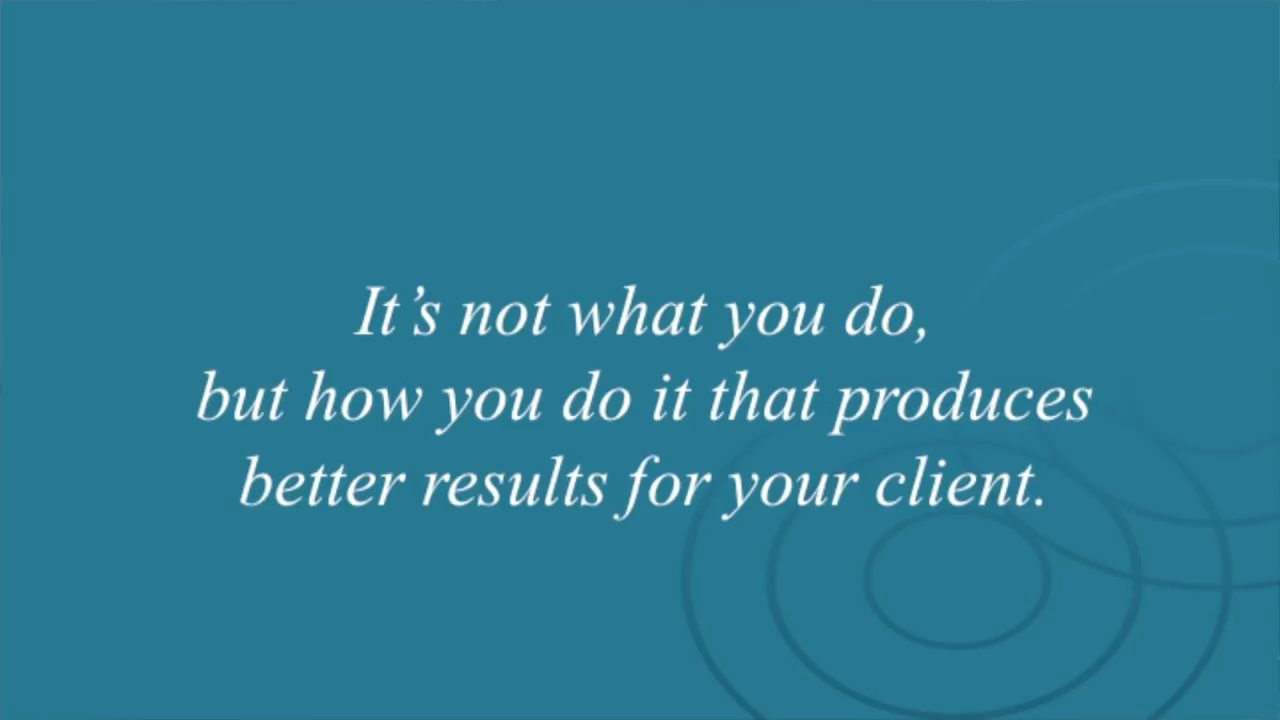 It’s not what you do,
but how you do it that produces
better results for your client.